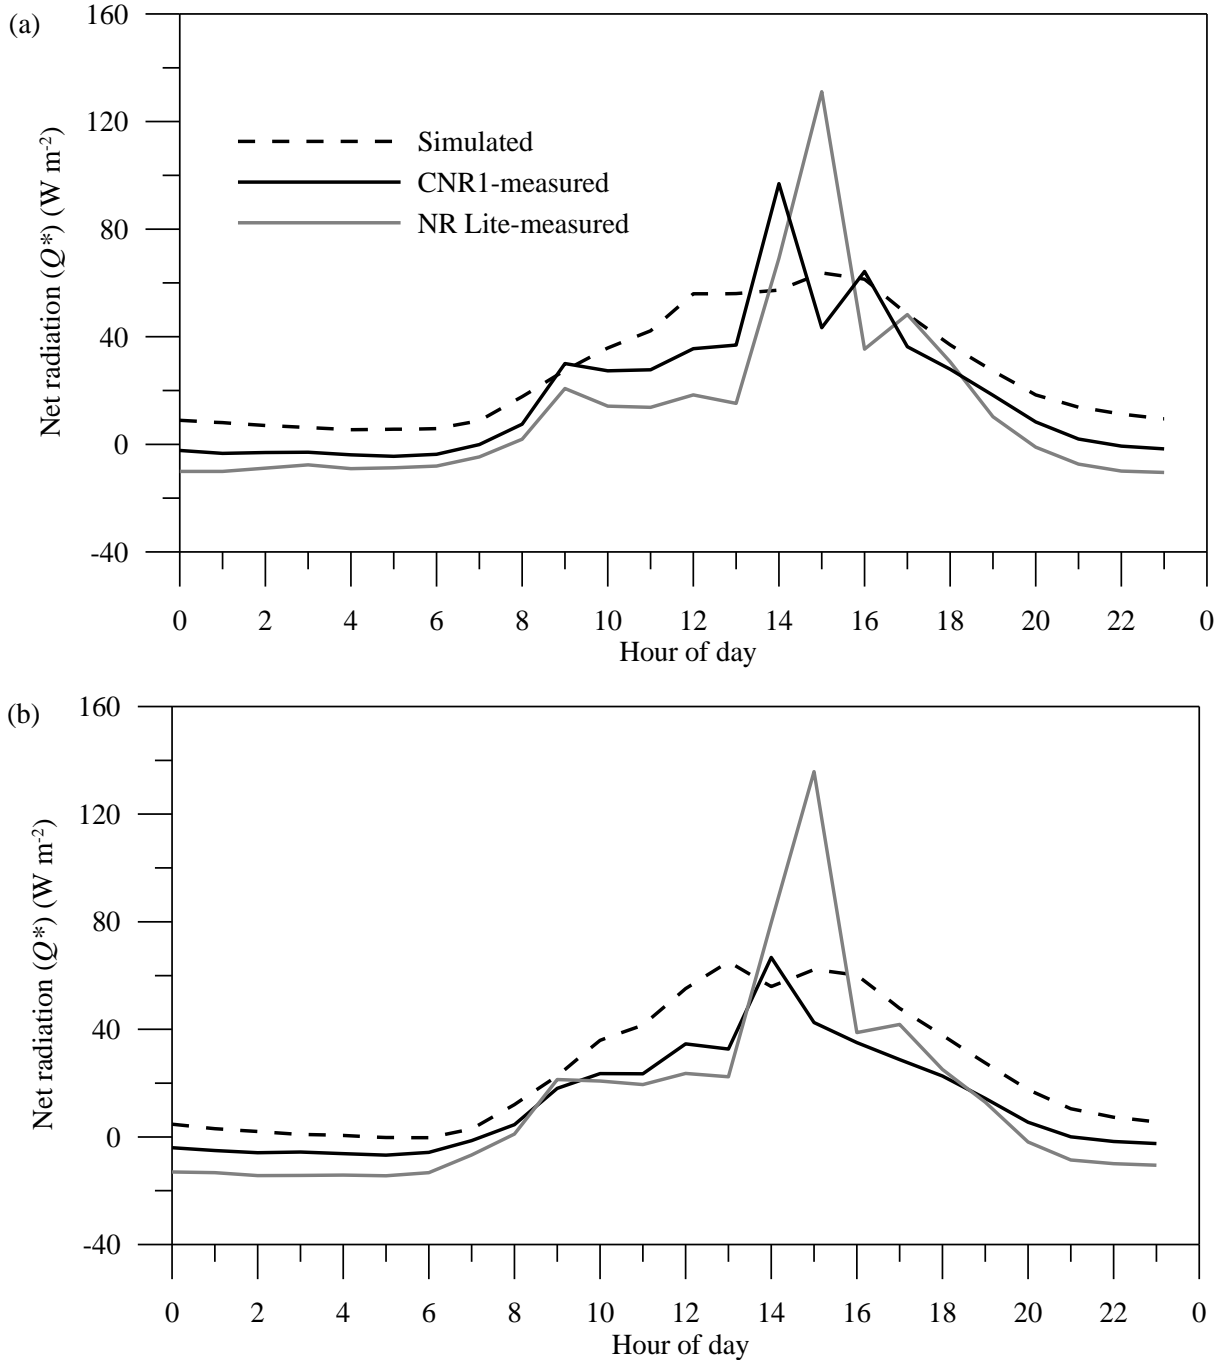 (a)
160
120
80
40
0
-40
Net radiation (Q*) (W m-2)
Simulated
CNR1-measured
NR Lite-measured
0 2 4 6 8 10 12 14 16 18 20 22 0
Hour of day
(b)
160
120
80
40
0
-40
Net radiation (Q*) (W m-2)
0 2 4 6 8 10 12 14 16 18 20 22 0
Hour of day